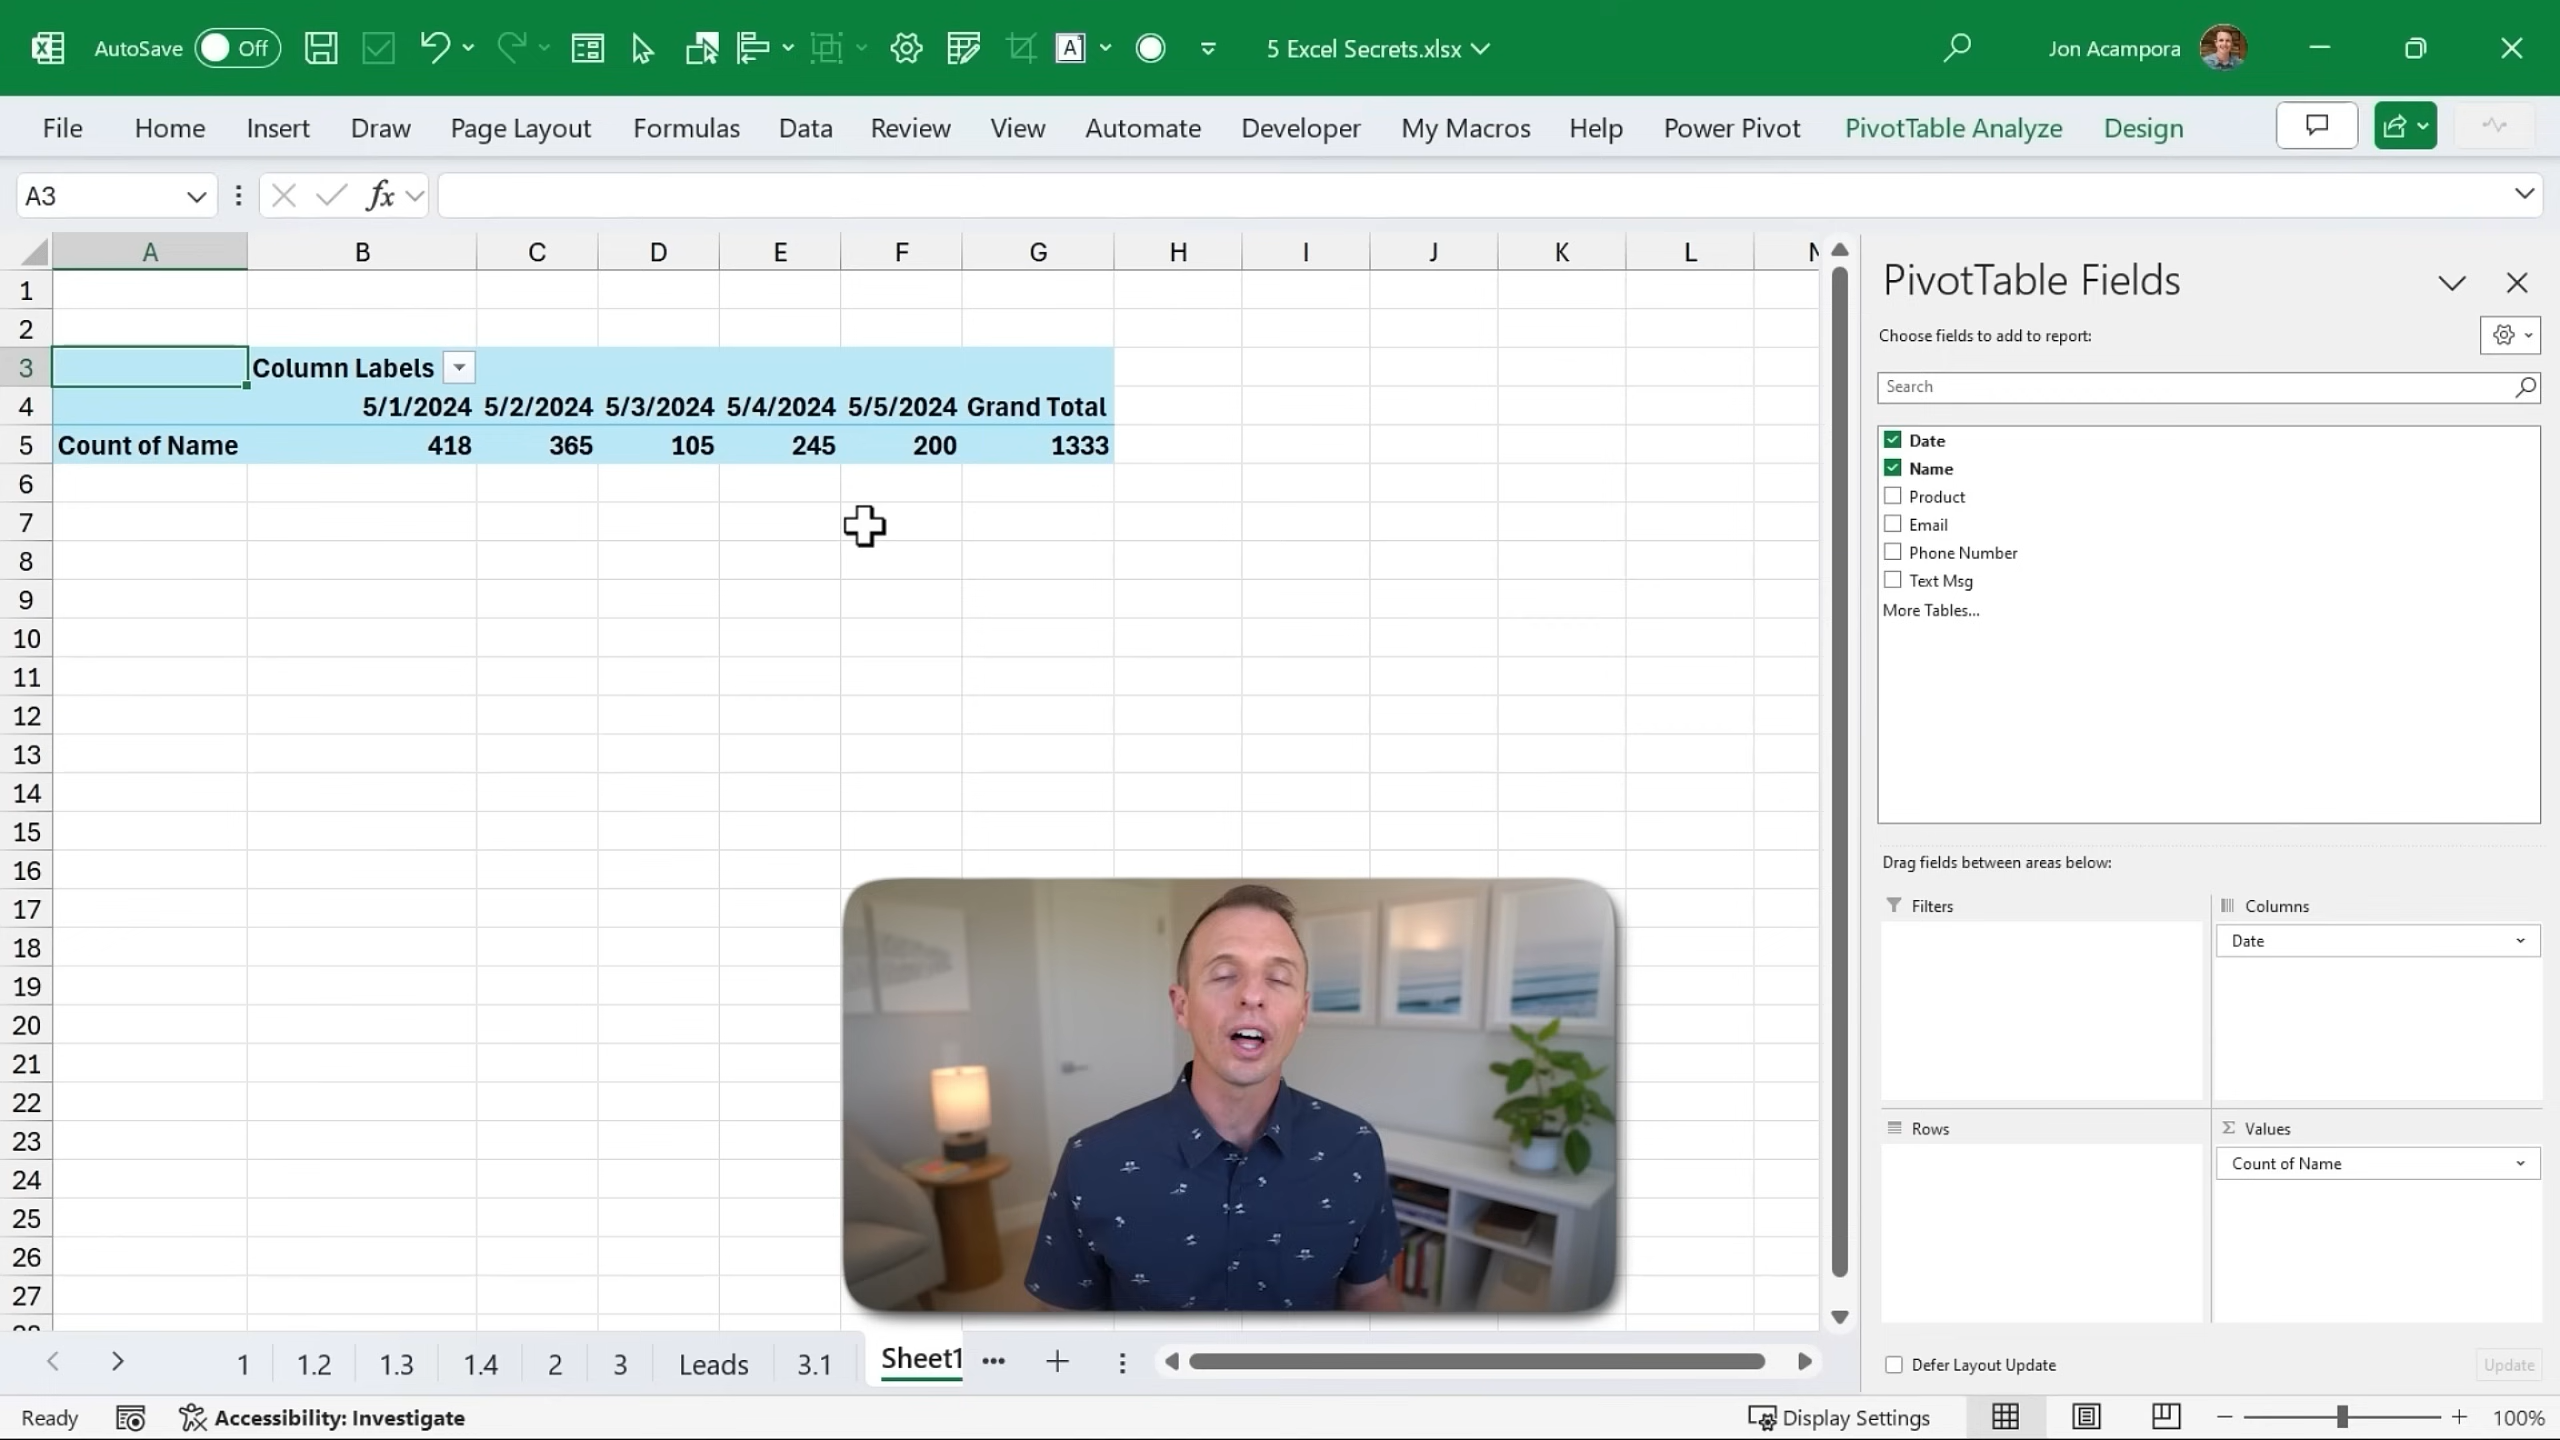 AutoSave Off 5 Excel Secrets.xlsx Jon Acampora
File Home Insert Draw Page Layout Formulas Data Review View Automate Developer My Macros Help Power Pivot PivotTable Analyze Design
A3 fx
A B C D E F G H I J K L
1
2
3 Column Labels
4 5/1/2024 5/2/2024 5/3/2024 5/4/2024 5/5/2024 Grand Total
5 Count of Name 418 365 105 245 200 1333
6
7
8
9
10
11
12
13
14
15
16
17
18
19
20
21
22
23
24
25
26
27
PivotTable Fields
Choose fields to add to report:
Search
Date
Name
Product
Email
Phone Number
Text Msg
More Tables...
Drag fields between areas below:
Filters
Columns
Date
Rows
Σ Values
Count of Name
Defer Layout Update Update
1 1.2 1.3 1.4 2 3 Leads 3.1 Sheet1
Ready Accessibility: Investigate Display Settings 100%